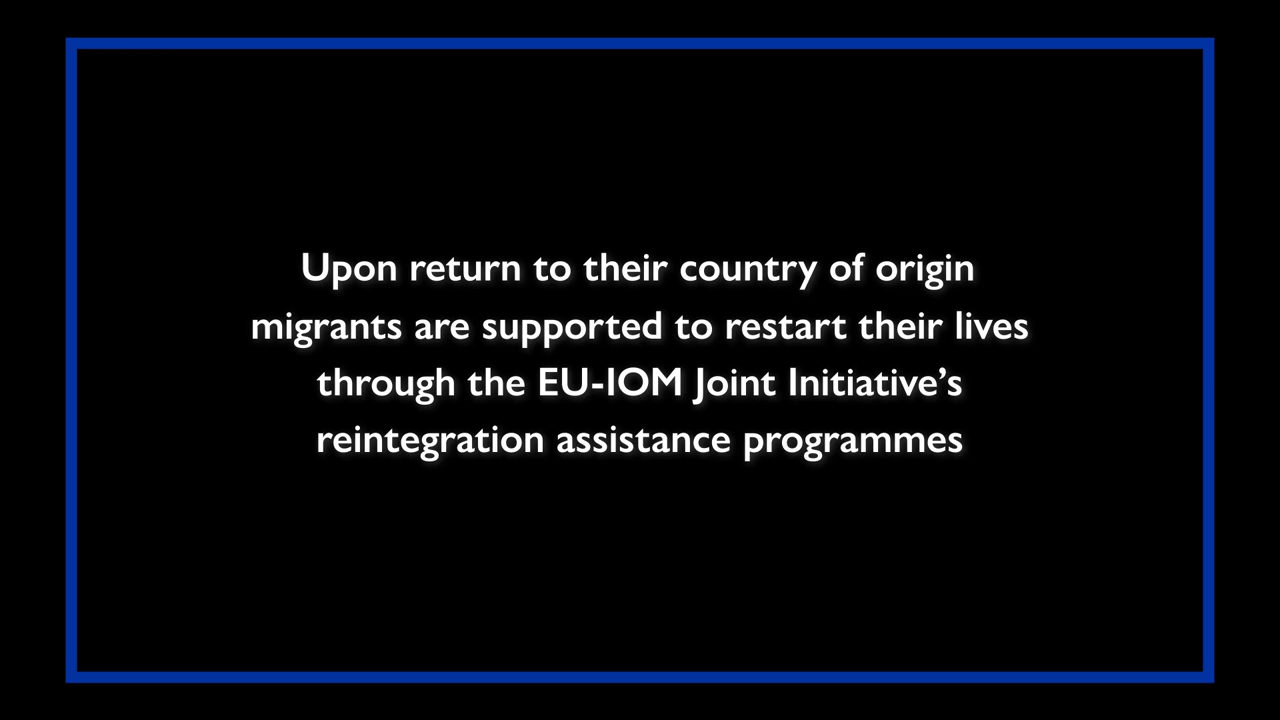 Upon return to their country of origin
migrants are supported to restart their lives
through the EU-IOM Joint Initiative’s
reintegration assistance programmes